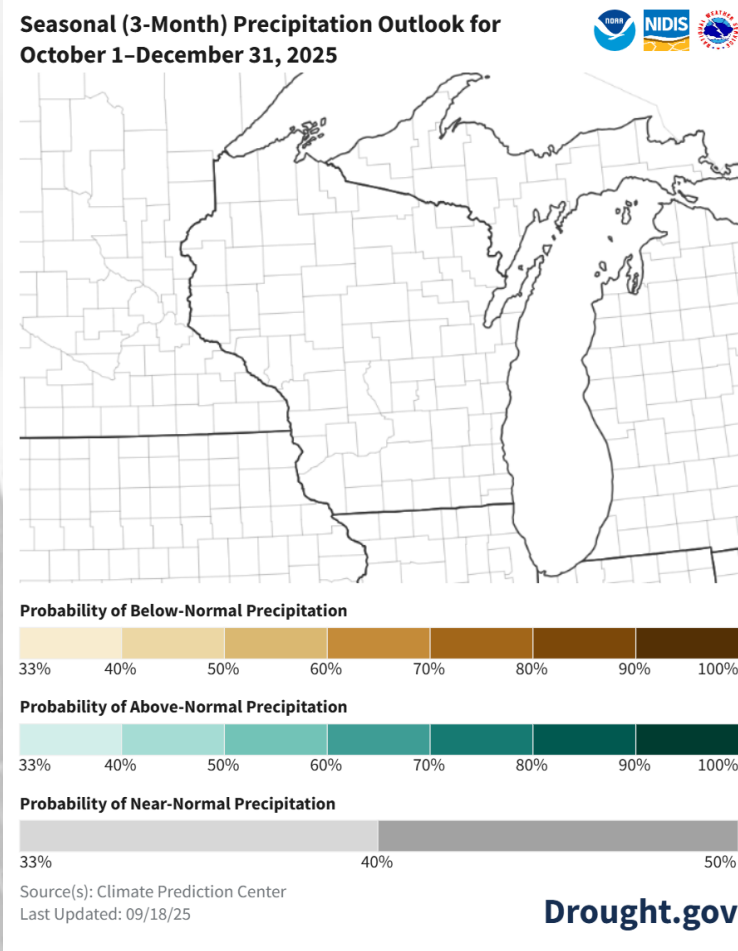 Seasonal (3-Month) Precipitation Outlook for
October 1–December 31, 2025
NOAA
NIDIS
Probability of Below-Normal Precipitation
33% 40% 50% 60% 70% 80% 90% 100%
Probability of Above-Normal Precipitation
33% 40% 50% 60% 70% 80% 90% 100%
Probability of Near-Normal Precipitation
33% 40% 50%
Source(s): Climate Prediction Center
Last Updated: 09/18/25
Drought.gov